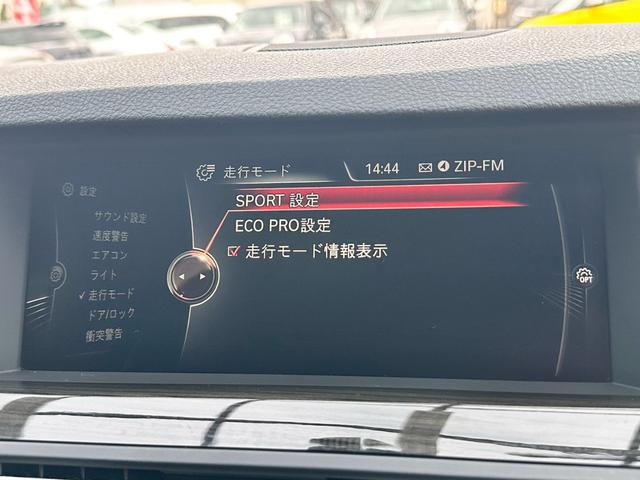 走行モード
14:44
ZIP-FM
設定
サウンド設定
速度警告
エアコン
ライト
走行モード
ドア/ロック
衝突警告
SPORT 設定
ECO PRO設定
走行モード情報表示
OPT